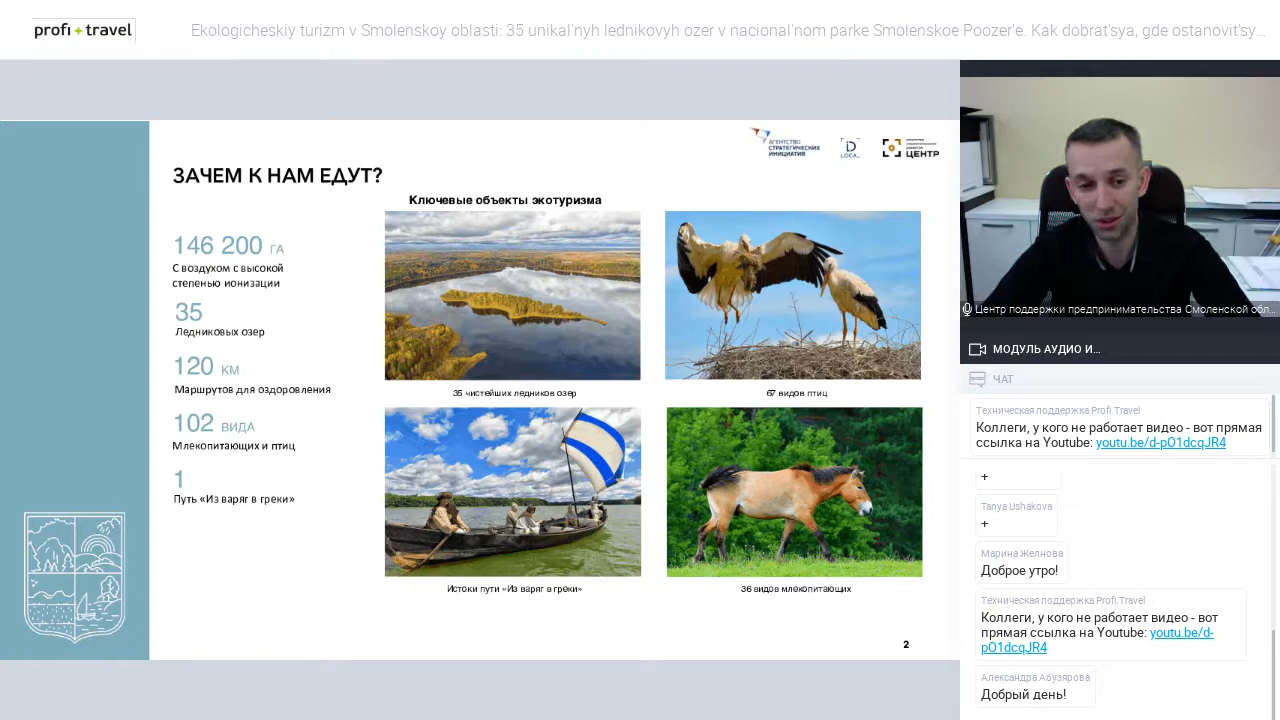 profi + travel
Ekologicheskiy turizm v Smolenskoy oblasti: 35 unikal'nyh lednikovyh ozer v nacional'nom parke Smolenskoe Poozer'e. Kak dobrat'sya, gde ostanovit'sy...
АГЕНТСТВО
СТРАТЕГИЧЕСКИХ
ИНИЦИАТИВ
ЦЕНТР
ЗАЧЕМ К НАМ ЕДУТ?
Ключевые объекты экотуризма
146 200 ГА
С воздухом с высокой
степенью ионизации
35
Ледниковых озер
120 КМ
Маршрутов для оздоровления
102 ВИДА
Млекопитающих и птиц
1
Путь «Из варяг в греки»
35 чистейших ледников озер
67 видов птиц
Истоки пути «Из варяг в греки»
36 видов млекопитающих
2
Центр поддержки предпринимательства Смоленской обл...
МОДУЛЬ АУДИО И...
ЧАТ
Техническая поддержка Profi.Travel
Коллеги, у кого не работает видео - вот прямая
ссылка на Youtube: youtu.be/d-pO1dcqJR4
+
Tanya Ushakova
+
Марина Желнова
Доброе утро!
Техническая поддержка Profi.Travel
Коллеги, у кого не работает видео - вот
прямая ссылка на Youtube: youtu.be/d-
pO1dcqJR4
Александра Абузярова
Добрый день!